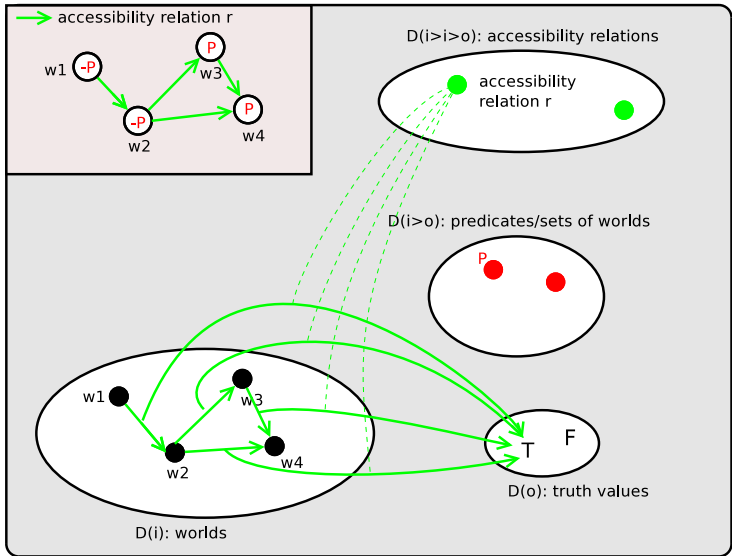 accessibility relation r
w1
-P
-P
w2
P
w3
P
w4
D(i>i>o): accessibility relations
accessibility
relation r
D(i>o): predicates/sets of worlds
P
w1
w2
w3
w4
D(i): worlds
T
F
D(o): truth values